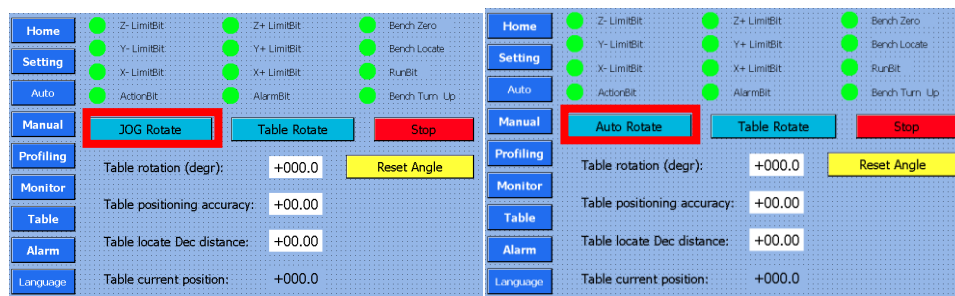 Home
Setting
Auto
Manual
Profiling
Monitor
Table
Alarm
Language
Z- LimitBit Z+ LimitBit Bench Zero
Y- LimitBit Y+ LimitBit Bench Locate
X- LimitBit X+ LimitBit RunBit
ActionBit AlarmBit Bench Turn Up
JOG Rotate Table Rotate Stop
Table rotation (degr): +000.0 Reset Angle
Table positioning accuracy: +00.00
Table locate Dec distance: +00.00
Table current position: +000.0
Home
Setting
Auto
Manual
Profiling
Monitor
Table
Alarm
Language
Z- LimitBit Z+ LimitBit Bench Zero
Y- LimitBit Y+ LimitBit Bench Locate
X- LimitBit X+ LimitBit RunBit
ActionBit AlarmBit Bench Turn Up
Auto Rotate Table Rotate Stop
Table rotation (degr): +000.0 Reset Angle
Table positioning accuracy: +00.00
Table locate Dec distance: +00.00
Table current position: +000.0